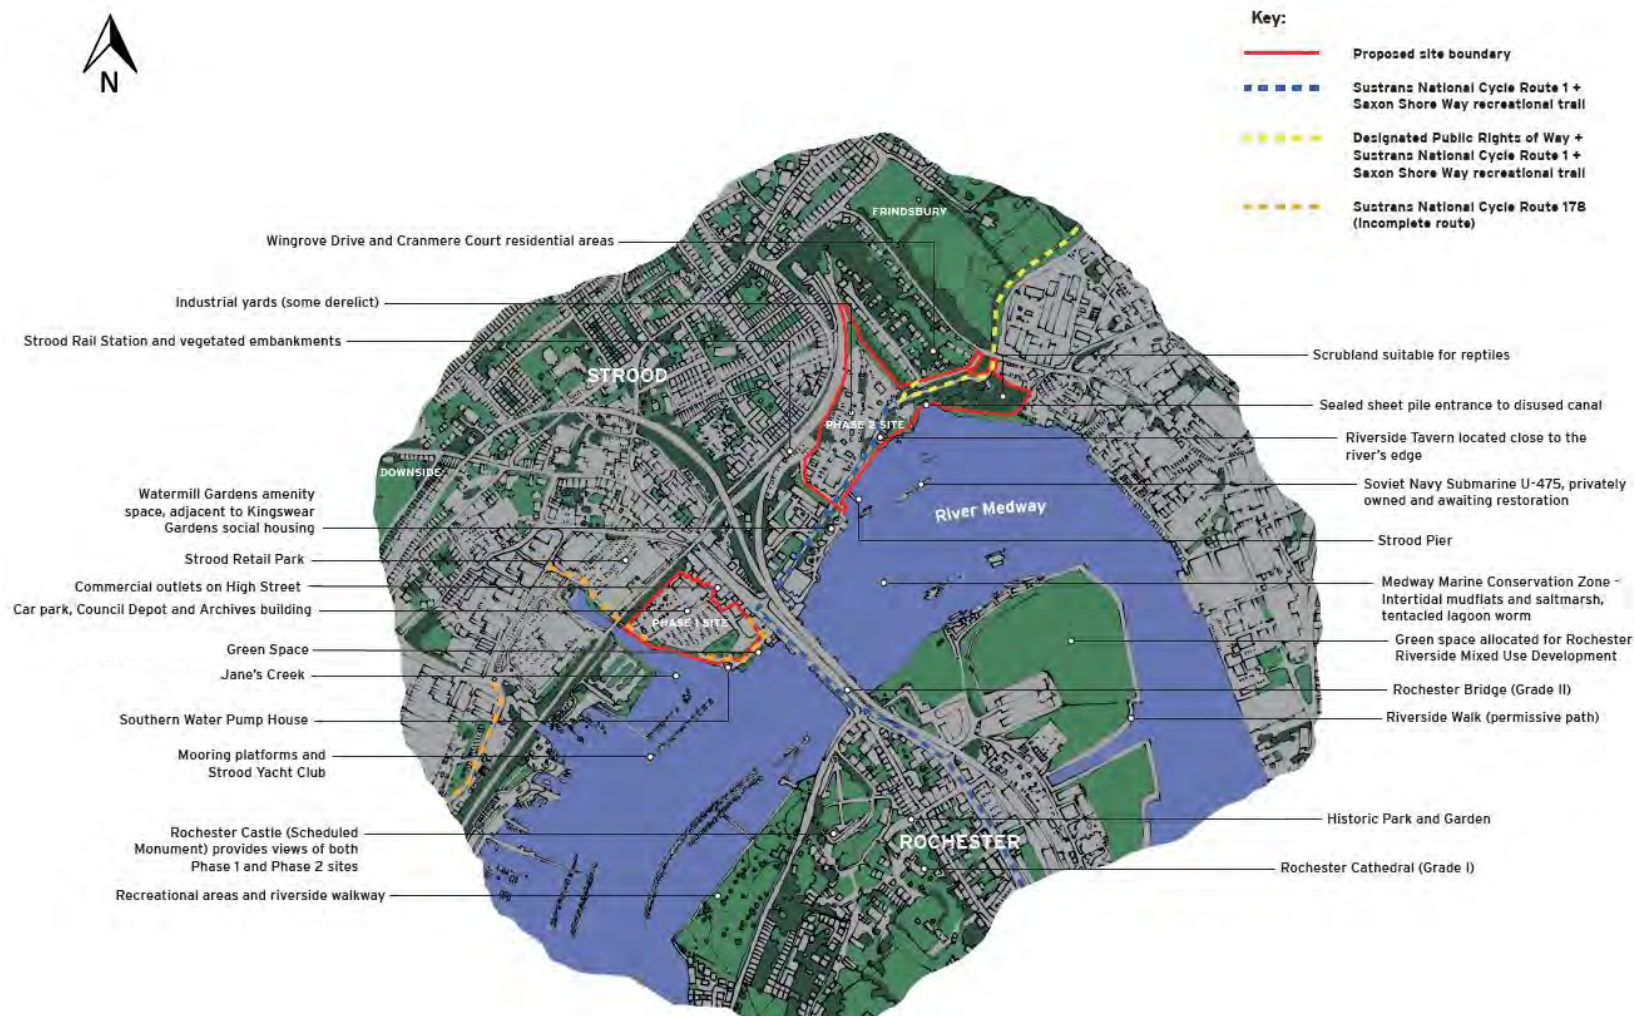 N
Key:
Proposed site boundary
Sustrans National Cycle Route 1 +
Saxon Shore Way recreational trail
Designated Public Rights of Way +
Sustrans National Cycle Route 1 +
Saxon Shore Way recreational trail
Sustrans National Cycle Route 178
(Incomplete route)
Wingrove Drive and Cranmere Court residential areas
Industrial yards (some derelict)
Strood Rail Station and vegetated embankments
Watermill Gardens amenity
space, adjacent to Kingswear
Gardens social housing
Strood Retail Park
Commercial outlets on High Street
Car park, Council Depot and Archives building
Green Space
Jane's Creek
Southern Water Pump House
Mooring platforms and
Strood Yacht Club
Rochester Castle (Scheduled
Monument) provides views of both
Phase 1 and Phase 2 sites
Recreational areas and riverside walkway
FRINDSBURY
STROOD
PHASE 2 SITE
DOWNSIDE
River Medway
PHASE 1 SITE
ROCHESTER
Scrubland suitable for reptiles
Sealed sheet pile entrance to disused canal
Riverside Tavern located close to the
river's edge
Soviet Navy Submarine U-475, privately
owned and awaiting restoration
Strood Pier
Medway Marine Conservation Zone -
Intertidal mudflats and saltmarsh,
tentacled lagoon worm
Green space allocated for Rochester
Riverside Mixed Use Development
Rochester Bridge (Grade II)
Riverside Walk (permissive path)
Historic Park and Garden
Rochester Cathedral (Grade I)